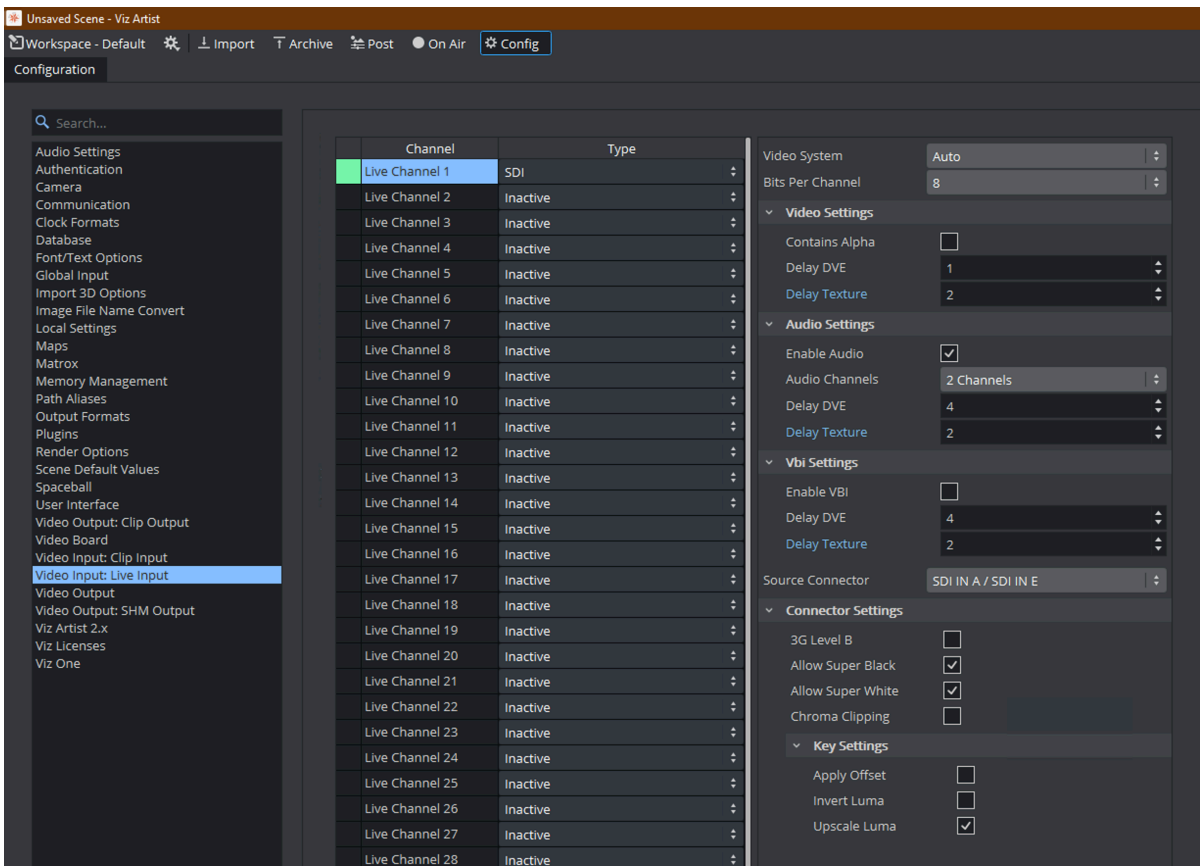 Unsaved Scene - Viz Artist
Workspace - Default Import Archive Post On Air Config
Configuration
Search...
Audio Settings
Authentication
Camera
Communication
Clock Formats
Database
Font/Text Options
Global Input
Import 3D Options
Image File Name Convert
Local Settings
Maps
Matrox
Memory Management
Path Aliases
Output Formats
Plugins
Render Options
Scene Default Values
Spaceball
User Interface
Video Output: Clip Output
Video Board
Video Input: Clip Input
Video Input: Live Input
Video Output
Video Output: SHM Output
Viz Artist 2.x
Viz Licenses
Viz One
Channel Type
Live Channel 1 SDI
Live Channel 2 Inactive
Live Channel 3 Inactive
Live Channel 4 Inactive
Live Channel 5 Inactive
Live Channel 6 Inactive
Live Channel 7 Inactive
Live Channel 8 Inactive
Live Channel 9 Inactive
Live Channel 10 Inactive
Live Channel 11 Inactive
Live Channel 12 Inactive
Live Channel 13 Inactive
Live Channel 14 Inactive
Live Channel 15 Inactive
Live Channel 16 Inactive
Live Channel 17 Inactive
Live Channel 18 Inactive
Live Channel 19 Inactive
Live Channel 20 Inactive
Live Channel 21 Inactive
Live Channel 22 Inactive
Live Channel 23 Inactive
Live Channel 24 Inactive
Live Channel 25 Inactive
Live Channel 26 Inactive
Live Channel 27 Inactive
Live Channel 28 Inactive
Video System Auto
Bits Per Channel 8
Video Settings
Contains Alpha
Delay DVE 1
Delay Texture 2
Audio Settings
Enable Audio
Audio Channels 2 Channels
Delay DVE 4
Delay Texture 2
Vbi Settings
Enable VBI
Delay DVE 4
Delay Texture 2
Source Connector SDI IN A / SDI IN E
Connector Settings
3G Level B
Allow Super Black
Allow Super White
Chroma Clipping
Key Settings
Apply Offset
Invert Luma
Upscale Luma